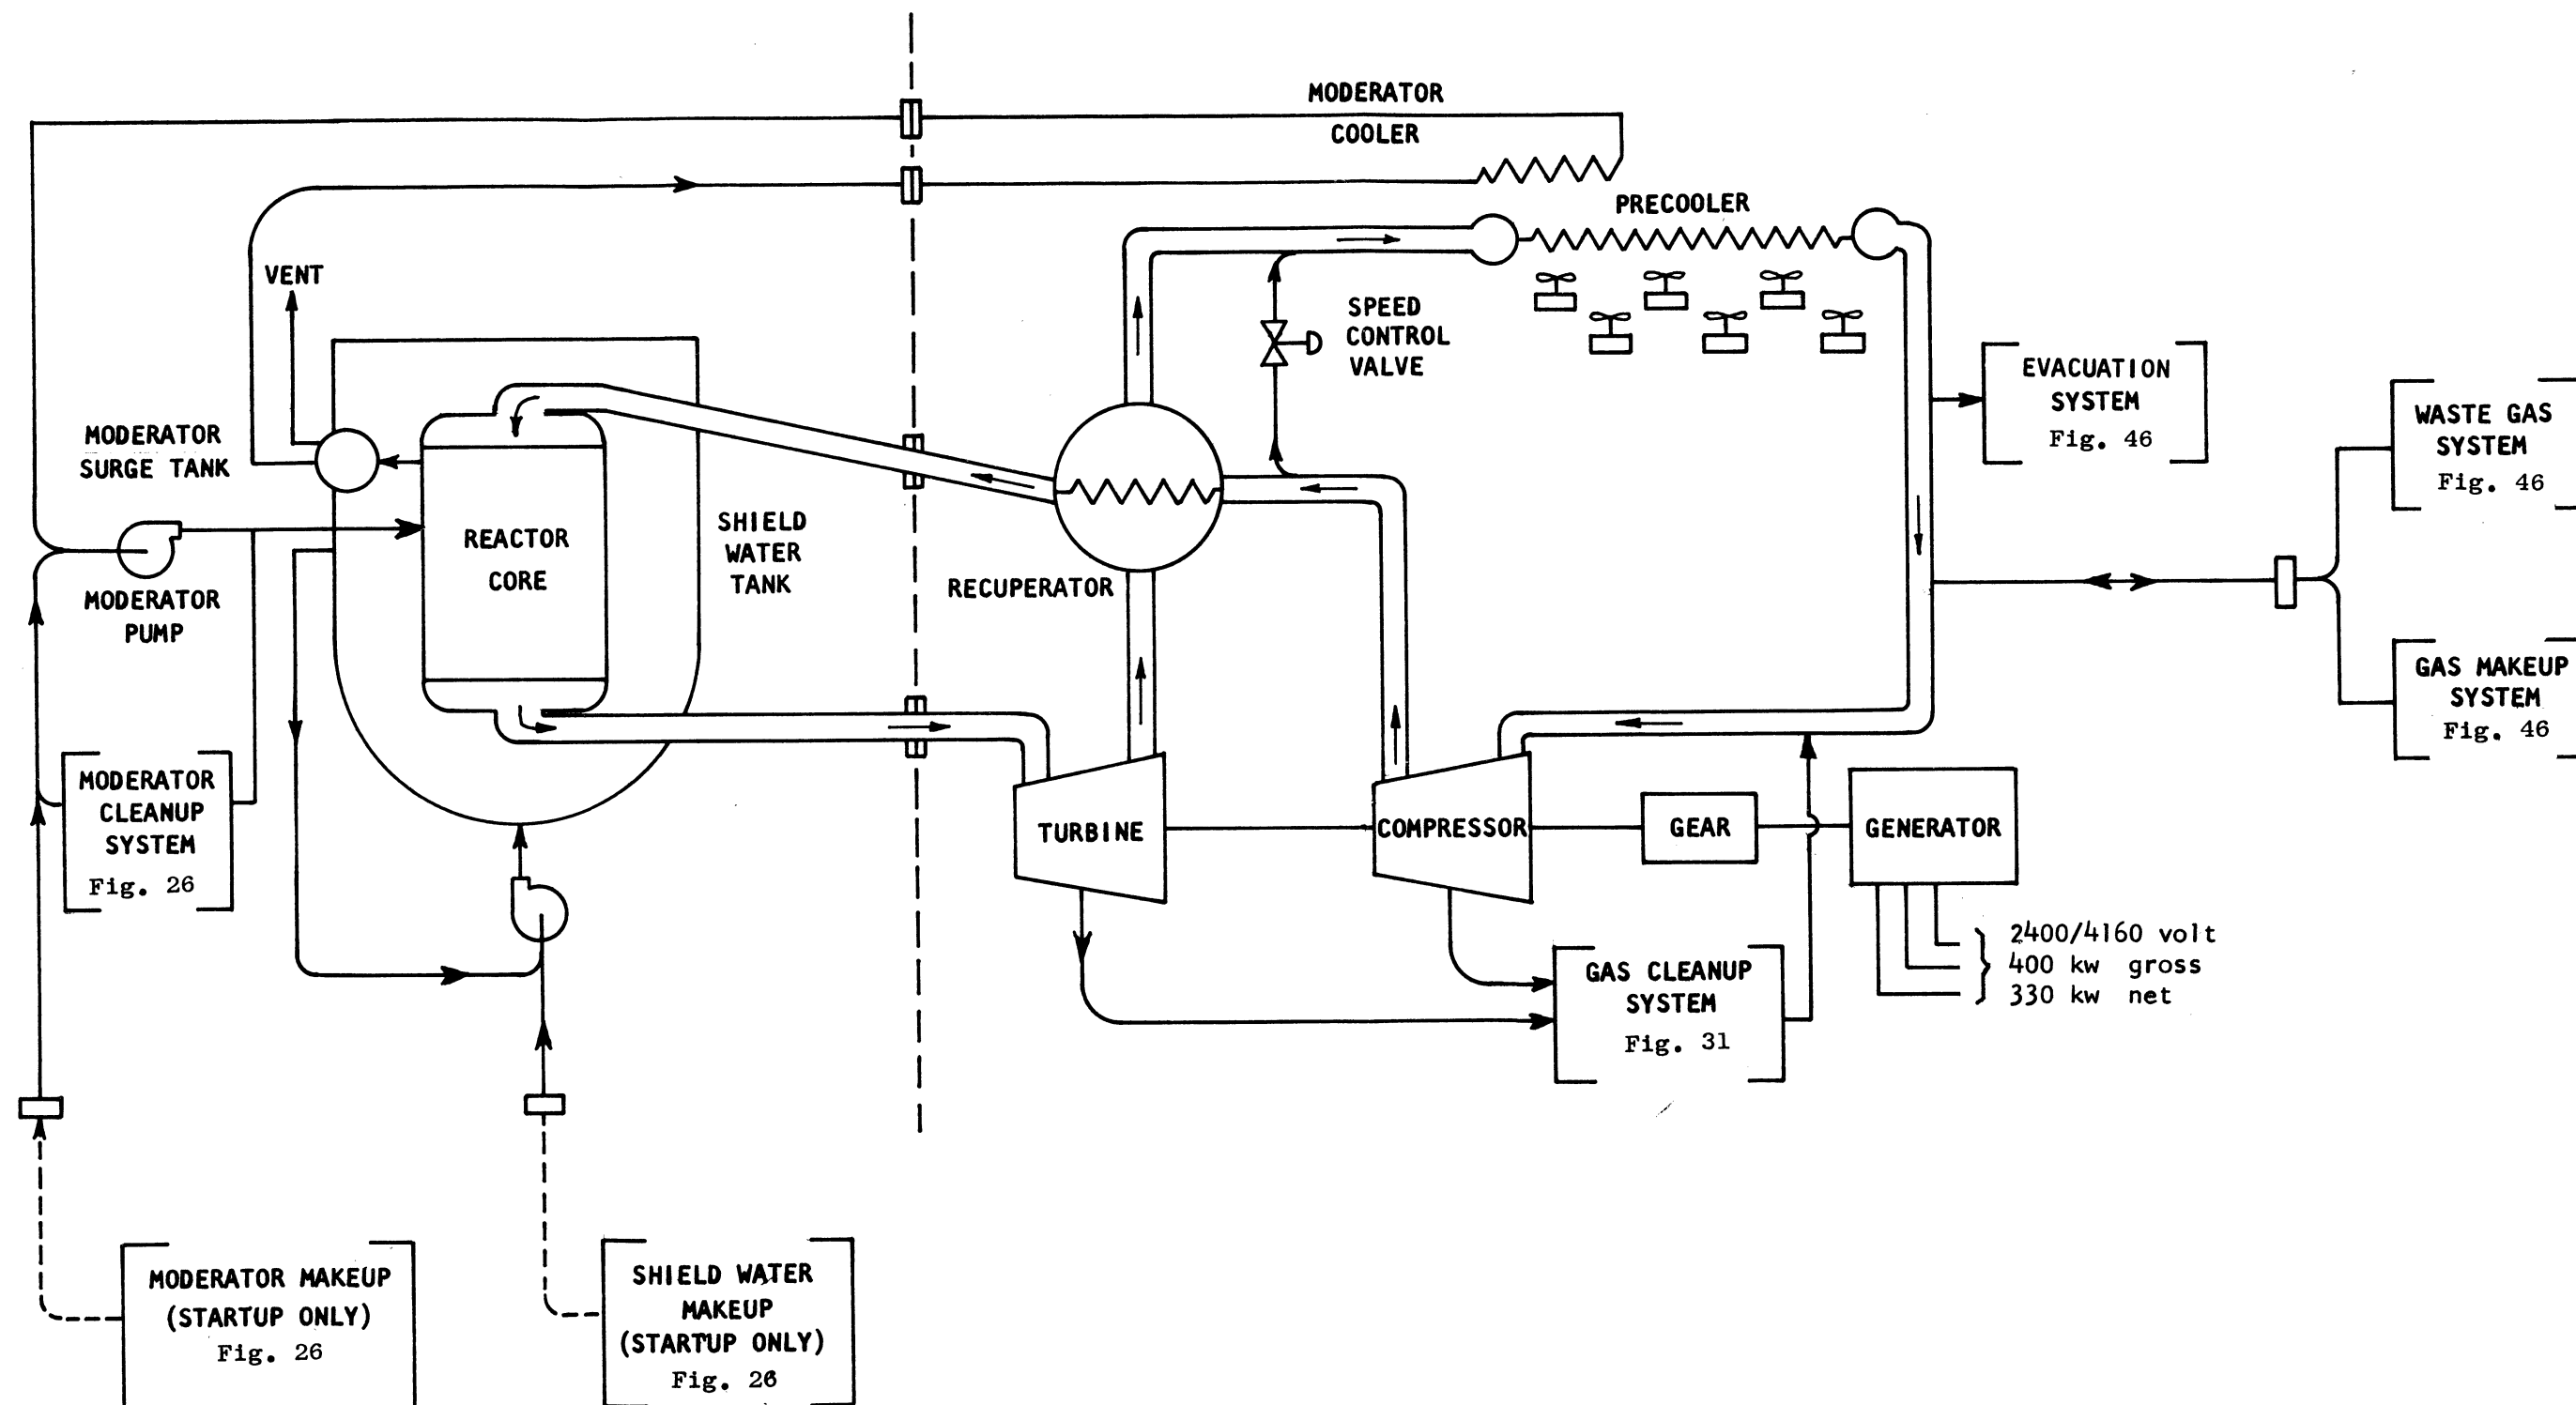 MODERATOR
COOLER
PRECOOLER
VENT
SPEED
CONTROL
VALVE
EVACUATION
SYSTEM
Fig. 46
WASTE GAS
SYSTEM
Fig. 46
MODERATOR
SURGE TANK
REACTOR
CORE
SHIELD
WATER
TANK
RECUPERATOR
MODERATOR
PUMP
GAS MAKEUP
SYSTEM
Fig. 46
MODERATOR
CLEANUP
SYSTEM
Fig. 26
TURBINE
COMPRESSOR
GEAR
GENERATOR
2400/4160 volt
400 kw gross
330 kw net
GAS CLEANUP
SYSTEM
Fig. 31
MODERATOR MAKEUP
(STARTUP ONLY)
Fig. 26
SHIELD WATER
MAKEUP
(STARTUP ONLY)
Fig. 26